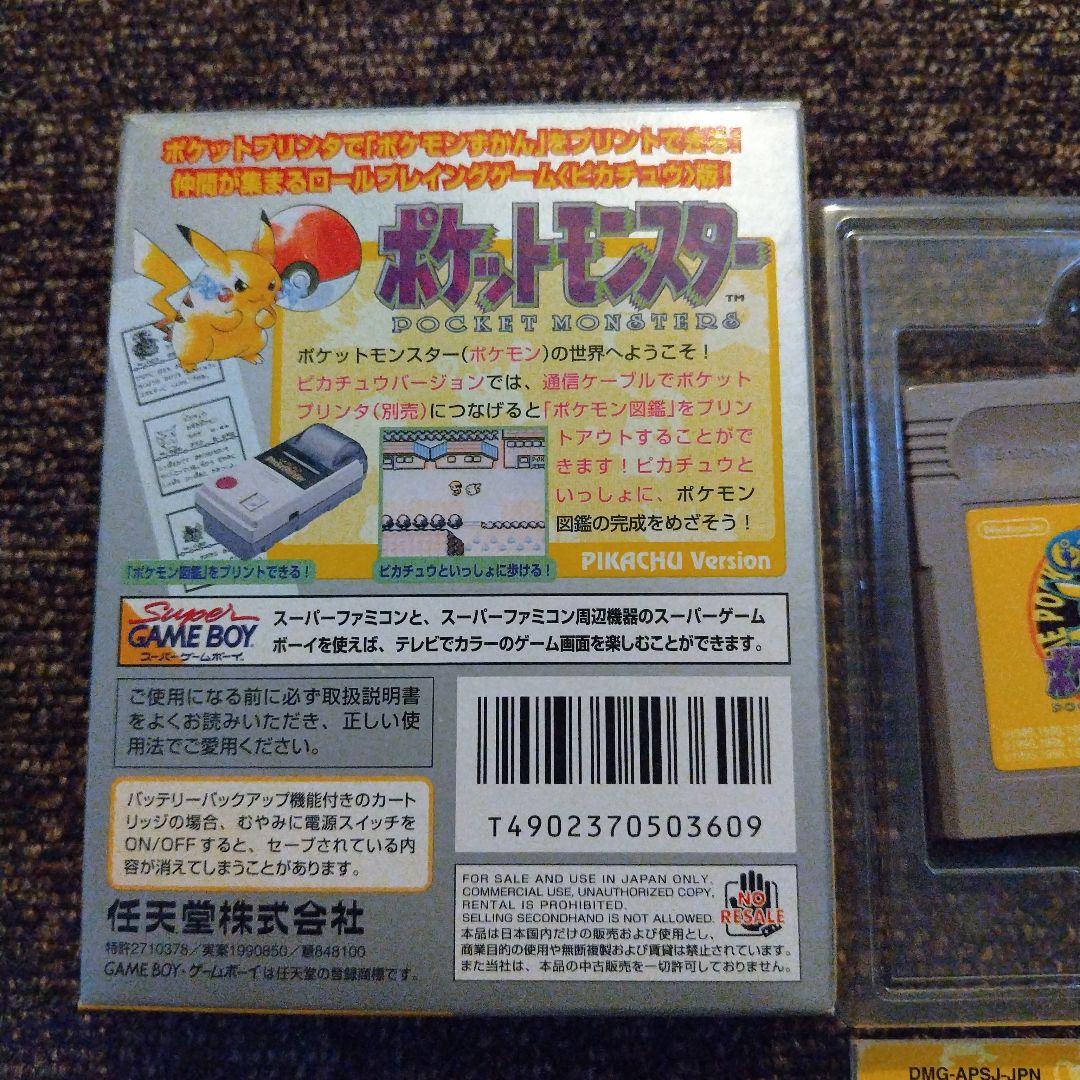 ポケットプリンタで「ポケモンずかん」をプリントできる!
仲間が集まるロールプレイングゲーム〈ピカチュウ〉版!
ポケットモンスター
TM
POCKET MONSTERS
ポケットモンスター(ポケモン)の世界へようこそ!
ピカチュウバージョンでは、通信ケーブルでポケット
プリンタ(別売)につなげると「ポケモン図鑑」をプリン
トアウトすることがで
きます!ピカチュウと
いっしょに、ポケモン
図鑑の完成をめざそう!
PIKACHU Version
「ポケモン図鑑」をプリントできる!
ピカチュウといっしょに歩ける!
Super
GAME BOY
スーパーゲームボーイ
スーパーファミコンと、スーパーファミコン周辺機器のスーパーゲーム
ボーイを使えば、テレビでカラーのゲーム画面を楽しむことができます。
ご使用になる前に必ず取扱説明書
をよくお読みいただき、正しい使
用法でご愛用ください。
バッテリーバックアップ機能付きのカート
リッジの場合、むやみに電源スイッチを
ON/OFFすると、セーブされている内
容が消えてしまうことがあります。
任天堂株式会社
特許2710378/実案1990850/意848100
GAME BOY・ゲームボーイは任天堂の登録商標です。
T4902370503609
FOR SALE AND USE IN JAPAN ONLY.
COMMERCIAL USE, UNAUTHORIZED COPY,
RENTAL IS PROHIBITED.
SELLING SECONDHAND IS NOT ALLOWED.
本品は日本国内だけの販売および使用とし、
商業目的の使用や無断複製および賃貸は禁止されています。
また当社は、本品の中古販売を一切許可しておりません。
NO
RESALE
Nintendo
DMG-APSJ-JPN